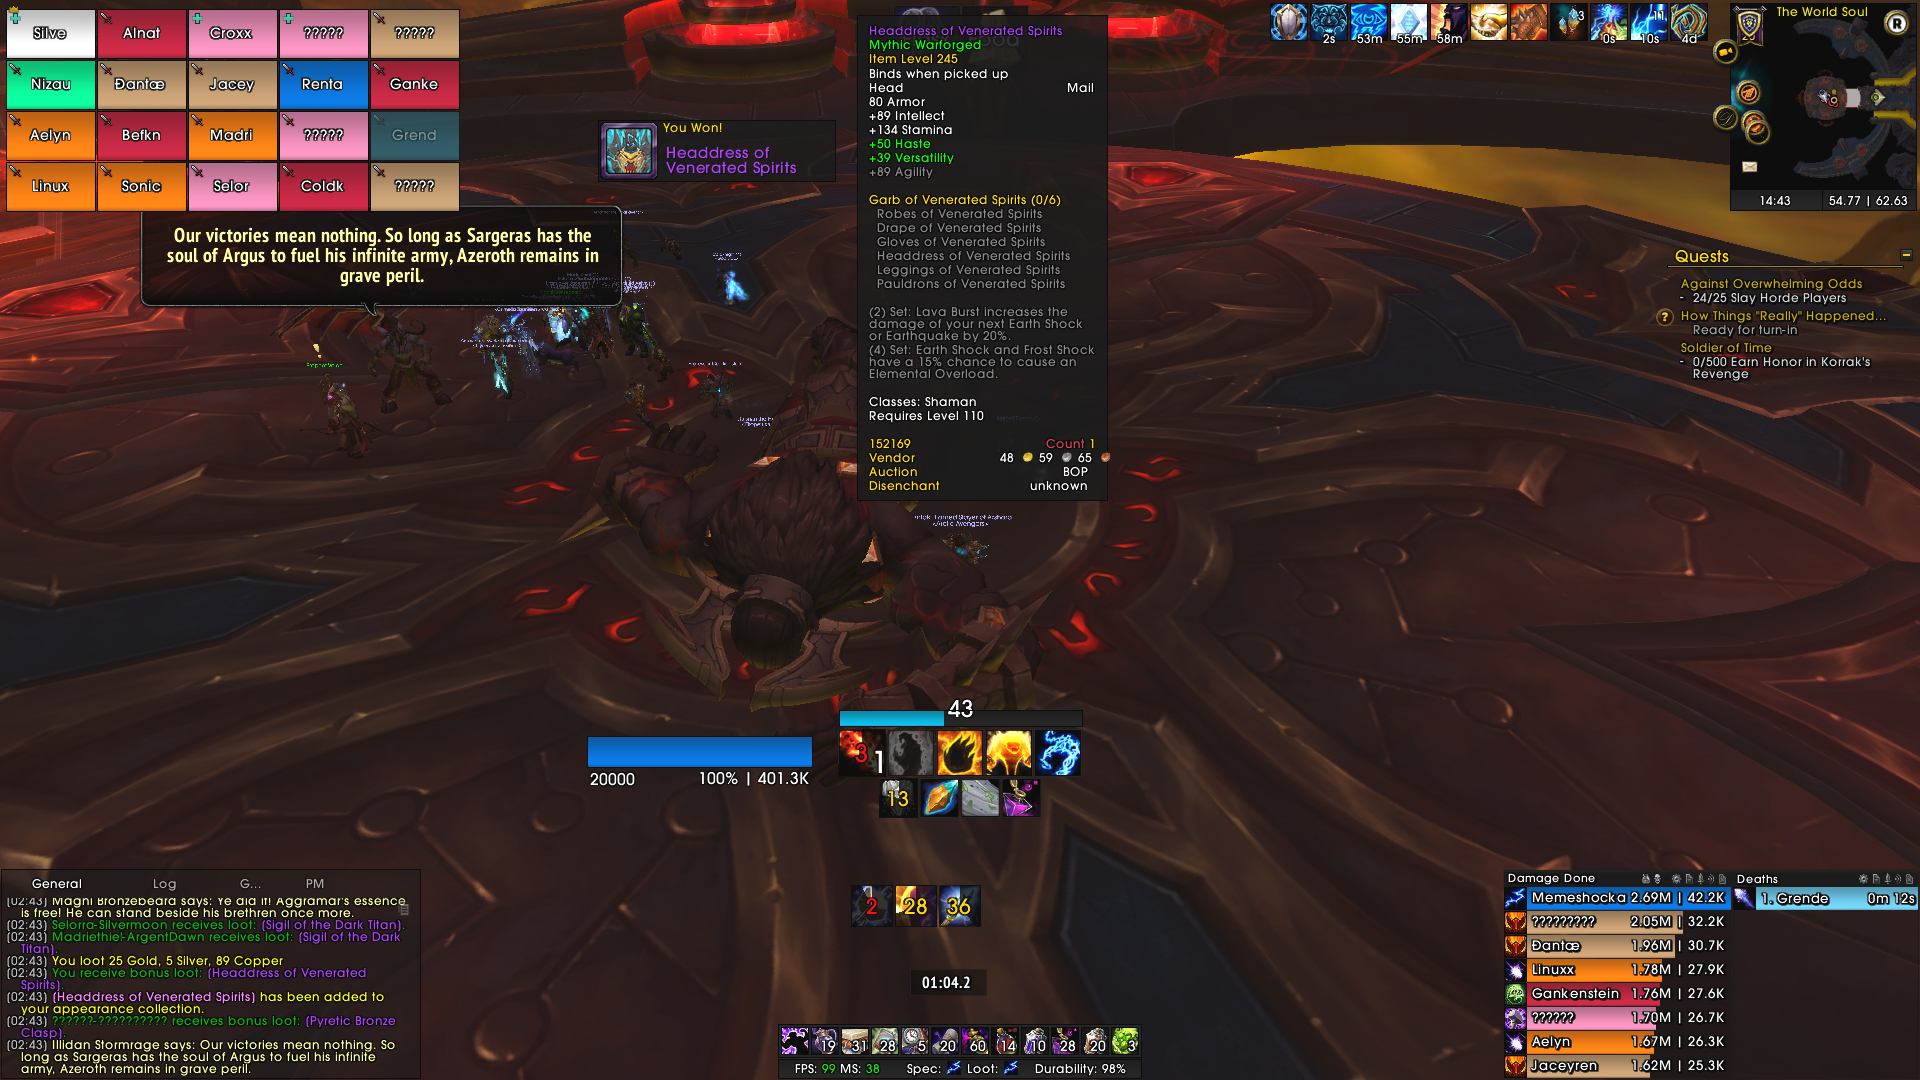 Silve
Alnat
Croxx
?????
?????
Nizau
Ðantæ
Jacey
Renta
Ganke
Aelyn
Befkn
Madri
?????
Grend
Linux
Sonic
Selor
Coldk
?????
Our victories mean nothing. So long as Sargeras has the
soul of Argus to fuel his infinite army, Azeroth remains in
grave peril.
You Won!
Headdress of
Venerated Spirits
Headdress of Venerated Spirits
Mythic Warforged
Item Level 245
Binds when picked up
Head Mail
80 Armor
+89 Intellect
+134 Stamina
+50 Haste
+39 Versatility
+89 Agility
Garb of Venerated Spirits (0/6)
Robes of Venerated Spirits
Drape of Venerated Spirits
Gloves of Venerated Spirits
Headdress of Venerated Spirits
Leggings of Venerated Spirits
Pauldrons of Venerated Spirits
(2) Set: Lava Burst increases the
damage of your next Earth Shock
or Earthquake by 20%.
(4) Set: Earth Shock and Frost Shock
have a 15% chance to cause an
Elemental Overload.
Classes: Shaman
Requires Level 110
152169 Count 1
Vendor 48 59 65
Auction BOP
Disenchant unknown
3
11
2s 53m 55m 58m 0s 10s 4d
The World Soul
R
14:43 54.77 | 62.63
Quests
Against Overwhelming Odds
- 24/25 Slay Horde Players
? How Things "Really" Happened...
Ready for turn-in
Soldier of Time
- 0/500 Earn Honor in Korrak's
Revenge
<Arctic Avengers>
43
3 1
20000 100% | 401.3K
13
2 28 36
01:04.2
19 31 28 5 20 60 14 10 28 20 3
FPS: 99 MS: 38 Spec: Loot: Durability: 98%
General Log G... PM
(02:43) Magni Bronzebeard says: Ye did it! Aggramar's essence
is free! He can stand beside his brethren once more.
(02:43) Selorra-Silvermoon receives loot: (Sigil of the Dark Titan).
(02:43) Madriethiel-ArgentDawn receives loot: (Sigil of the Dark
Titan).
(02:43) You loot 25 Gold, 5 Silver, 89 Copper
(02:43) You receive bonus loot: (Headdress of Venerated
Spirits).
(02:43) (Headdress of Venerated Spirits) has been added to
your appearance collection.
(02:43) ??????-?????????? receives bonus loot: (Pyretic Bronze
Clasp).
(02:43) Illidan Stormrage says: Our victories mean nothing. So
long as Sargeras has the soul of Argus to fuel his infinite
army, Azeroth remains in grave peril.
Damage Done
Memeshocka 2.69M | 42.2K
????????? 2.05M | 32.2K
Ðantæ 1.96M | 30.7K
Linuxx 1.78M | 27.9K
Gankenstein 1.76M | 27.6K
?????? 1.70M | 26.7K
Aelyn 1.67M | 26.3K
Jaceyren 1.62M | 25.3K
Deaths
1. Grende 0m 12s